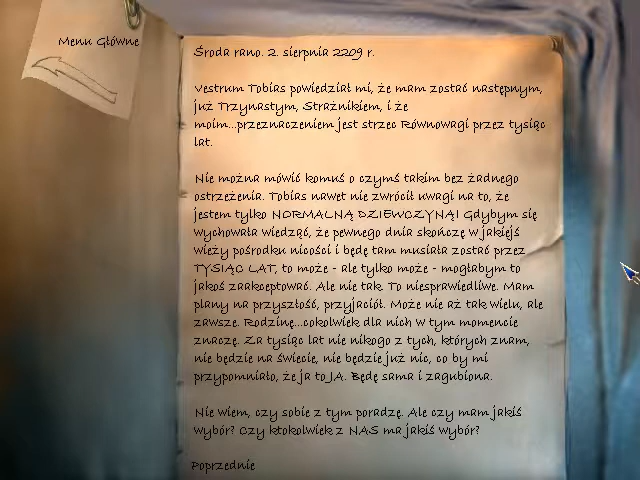 Menu Główne
Środa rano. 2. sierpnia 2209 r.
Vestrum Tobias powiedział mi, że mam zostać następnym,
już Trzynastym, Strażnikiem, i że
moim...przeznaczeniem jest strzec Równowagi przez tysiąc
lat.
Nie można mówić komuś o czymś takim bez żadnego
ostrzeżenia. Tobias nawet nie zwrócił uwagi na to, że
jestem tylko NORMALNĄ DZIEWCZYNĄ! Gdybym się
wychowała wiedząc, że pewnego dnia skończę w jakiejś
wieży pośrodku nicości i będę tam musiała zostać przez
TYSIĄC LAT, to może - ale tylko może - mogłabym to
jakoś zaakceptować. Ale nie tak. To niesprawiedliwe. Mam
plany na przyszłość, przyjaciół. Może nie aż tak wielu, ale
zawsze. Rodzinę...cokolwiek dla nich w tym momencie
znaczę. Za tysiąc lat nie nikogo z tych, których znam,
nie będzie na świecie, nie będzie już nic, co by mi
przypomniało, że ja to JA. Będę sama i zagubiona.
Nie wiem, czy sobie z tym poradzę. Ale czy mam jakiś
wybór? Czy ktokolwiek z NAS ma jakiś wybór?
Poprzednie